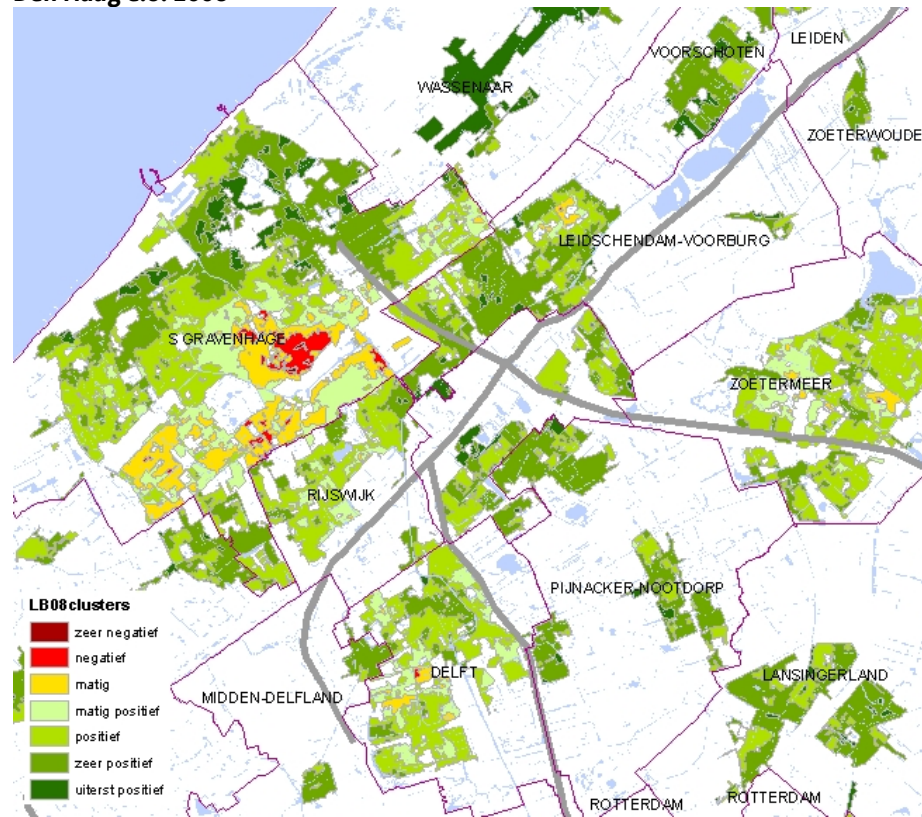 LEIDEN
VOORSCHOTEN
WASSENAAR
ZOETERWOUDE
LEIDSCHENDAM-VOORBURG
S GRAVENHAGE
ZOETERMEER
RIJSWIJK
PIJNACKER-NOOTDORP
DELFT
LANSINGERLAND
MIDDEN-DELFLAND
ROTTERDAM
ROTTERDAM
LB08clusters
zeer negatief
negatief
matig
matig positief
positief
zeer positief
uiterst positief